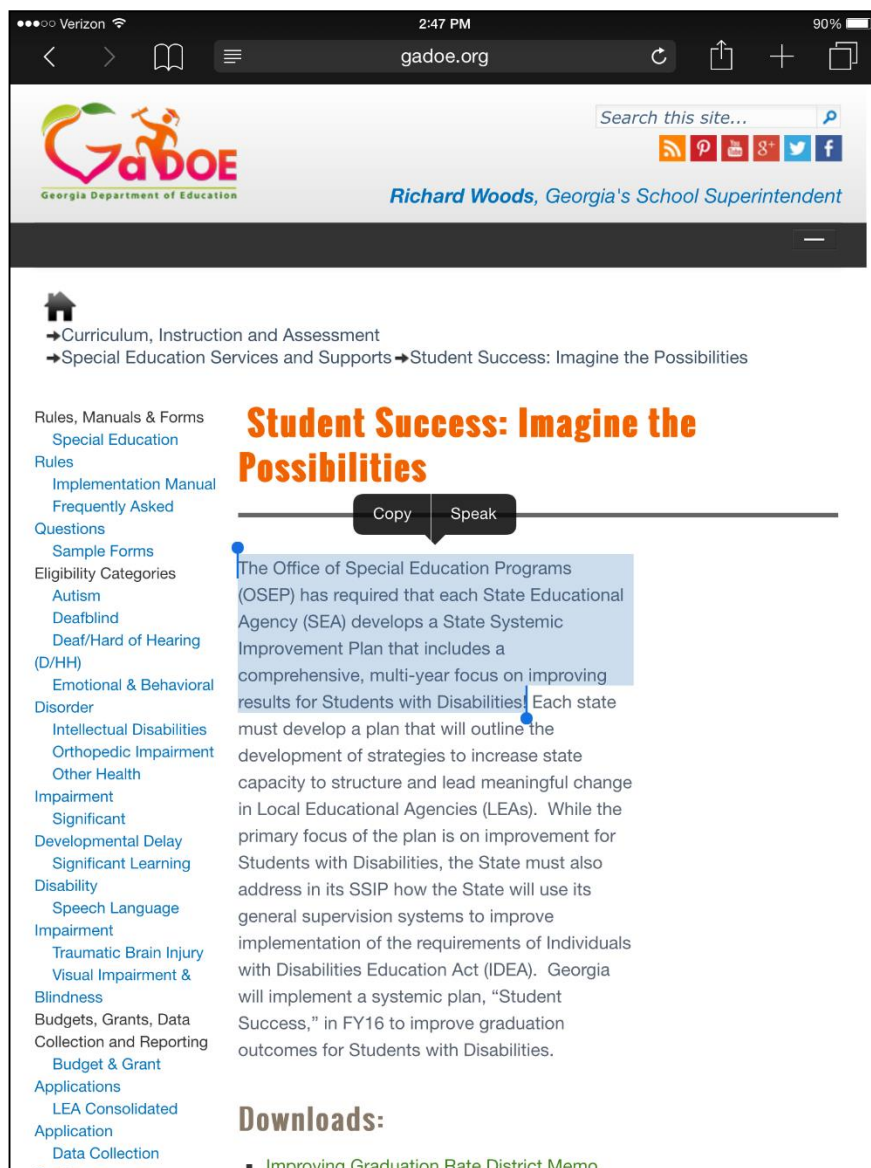 Verizon 2:47 PM 90%
gadoe.org
GaDOE
Georgia Department of Education
Search this site...
Richard Woods, Georgia's School Superintendent
➔Curriculum, Instruction and Assessment
➔Special Education Services and Supports ➔Student Success: Imagine the Possibilities
Rules, Manuals & Forms
Special Education
Rules
Implementation Manual
Frequently Asked
Questions
Sample Forms
Eligibility Categories
Autism
Deafblind
Deaf/Hard of Hearing
(D/HH)
Emotional & Behavioral
Disorder
Intellectual Disabilities
Orthopedic Impairment
Other Health
Impairment
Significant
Developmental Delay
Significant Learning
Disability
Speech Language
Impairment
Traumatic Brain Injury
Visual Impairment &
Blindness
Budgets, Grants, Data
Collection and Reporting
Budget & Grant
Applications
LEA Consolidated
Application
Data Collection
Student Success: Imagine the
Possibilities
Copy Speak
The Office of Special Education Programs
(OSEP) has required that each State Educational
Agency (SEA) develops a State Systemic
Improvement Plan that includes a
comprehensive, multi-year focus on improving
results for Students with Disabilities! Each state
must develop a plan that will outline the
development of strategies to increase state
capacity to structure and lead meaningful change
in Local Educational Agencies (LEAs). While the
primary focus of the plan is on improvement for
Students with Disabilities, the State must also
address in its SSIP how the State will use its
general supervision systems to improve
implementation of the requirements of Individuals
with Disabilities Education Act (IDEA). Georgia
will implement a systemic plan, “Student
Success,” in FY16 to improve graduation
outcomes for Students with Disabilities.
Downloads:
Improving Graduation Rate District Memo